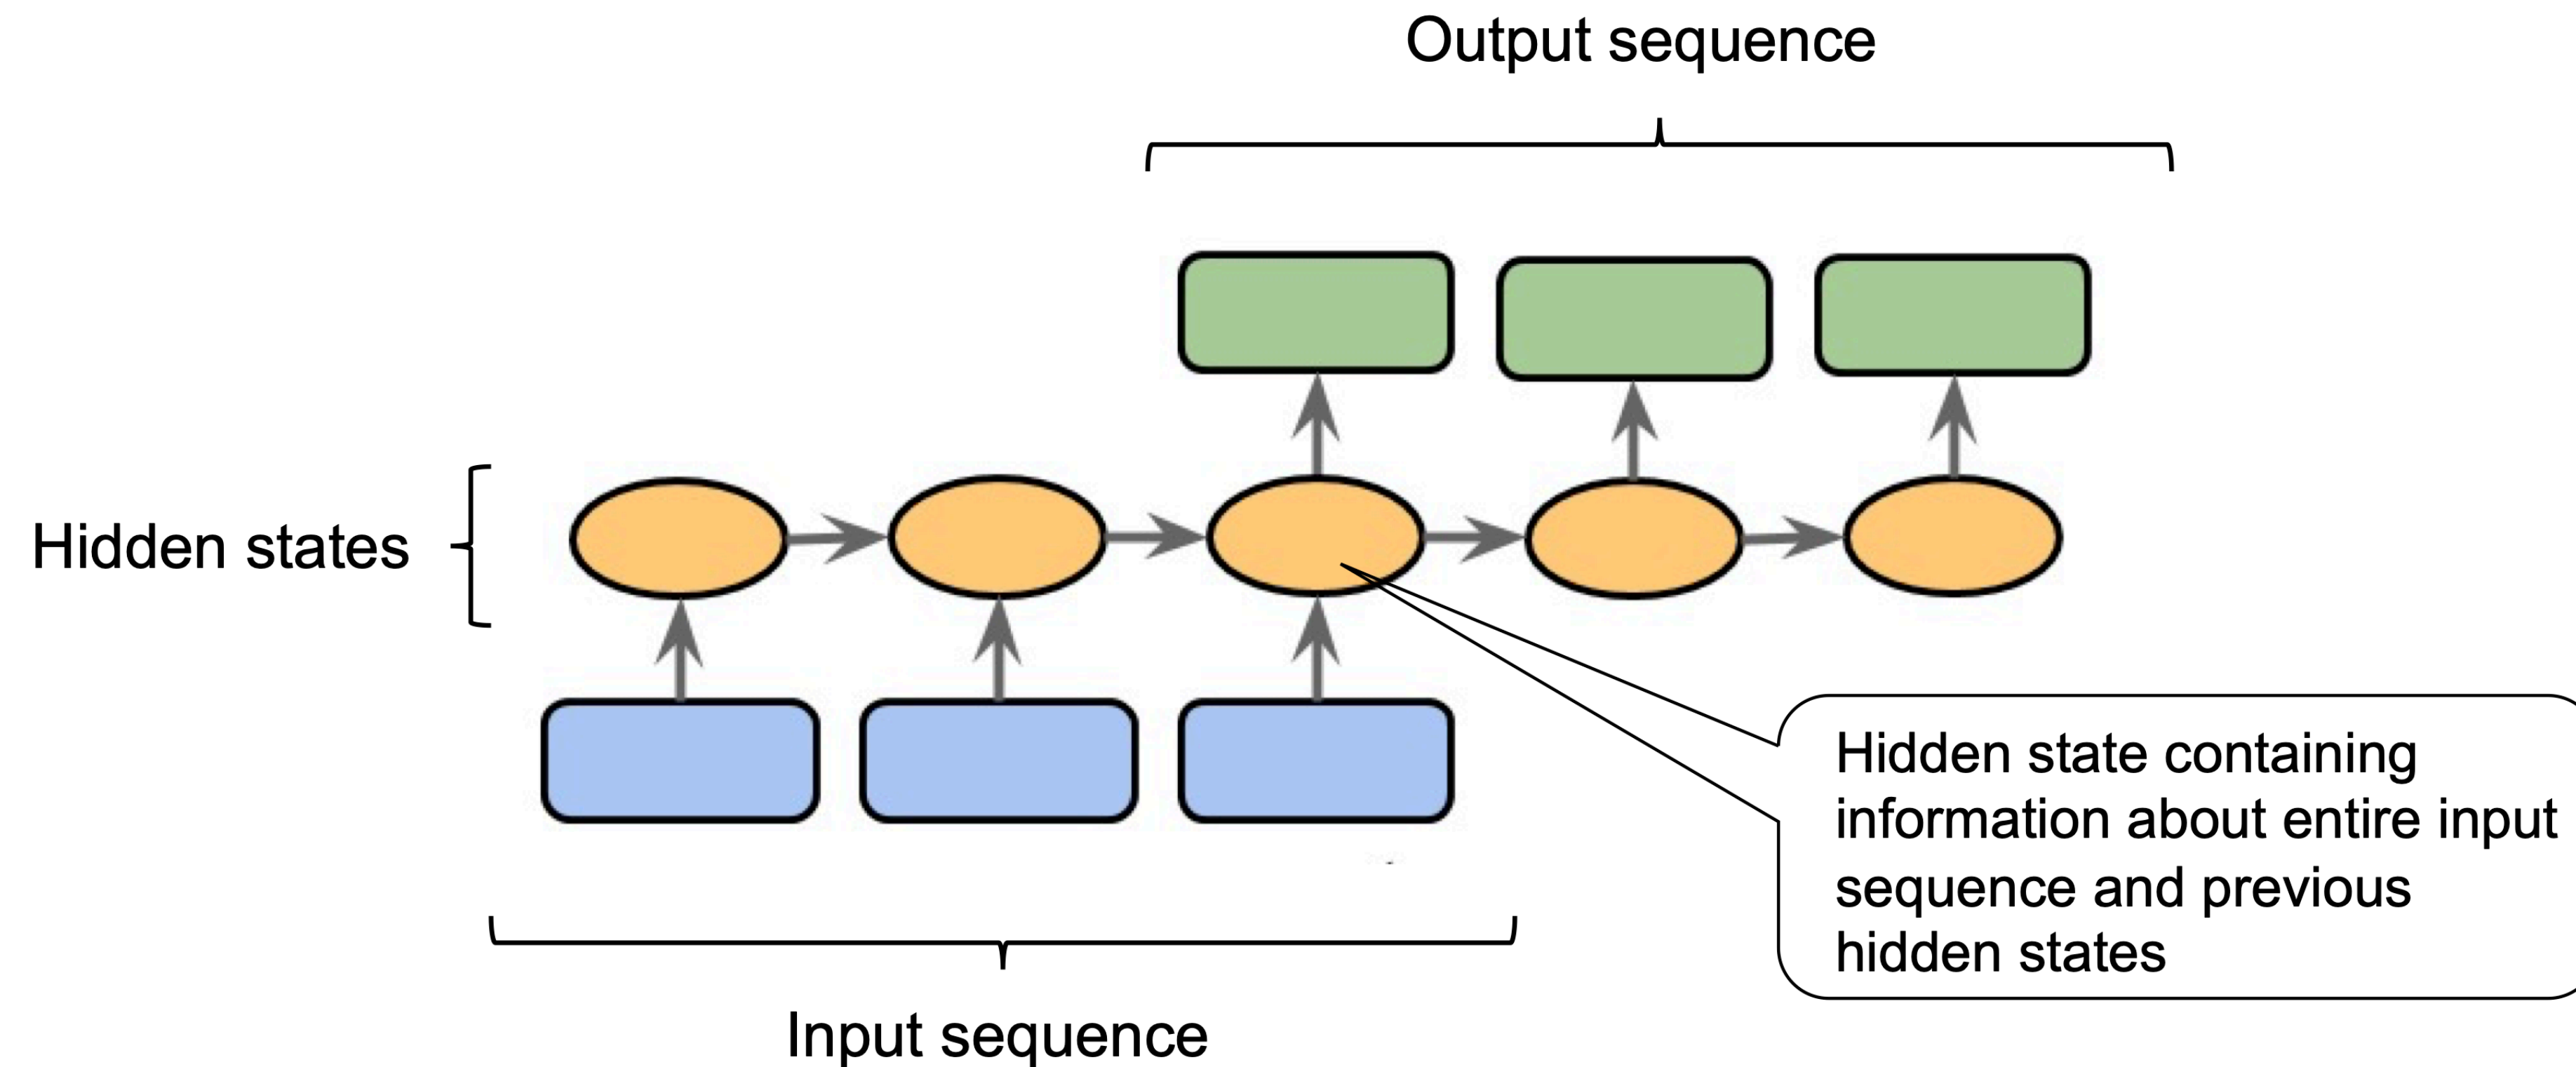 Output sequence
Hidden states
Hidden state containing
information about entire input
sequence and previous
hidden states
Input sequence